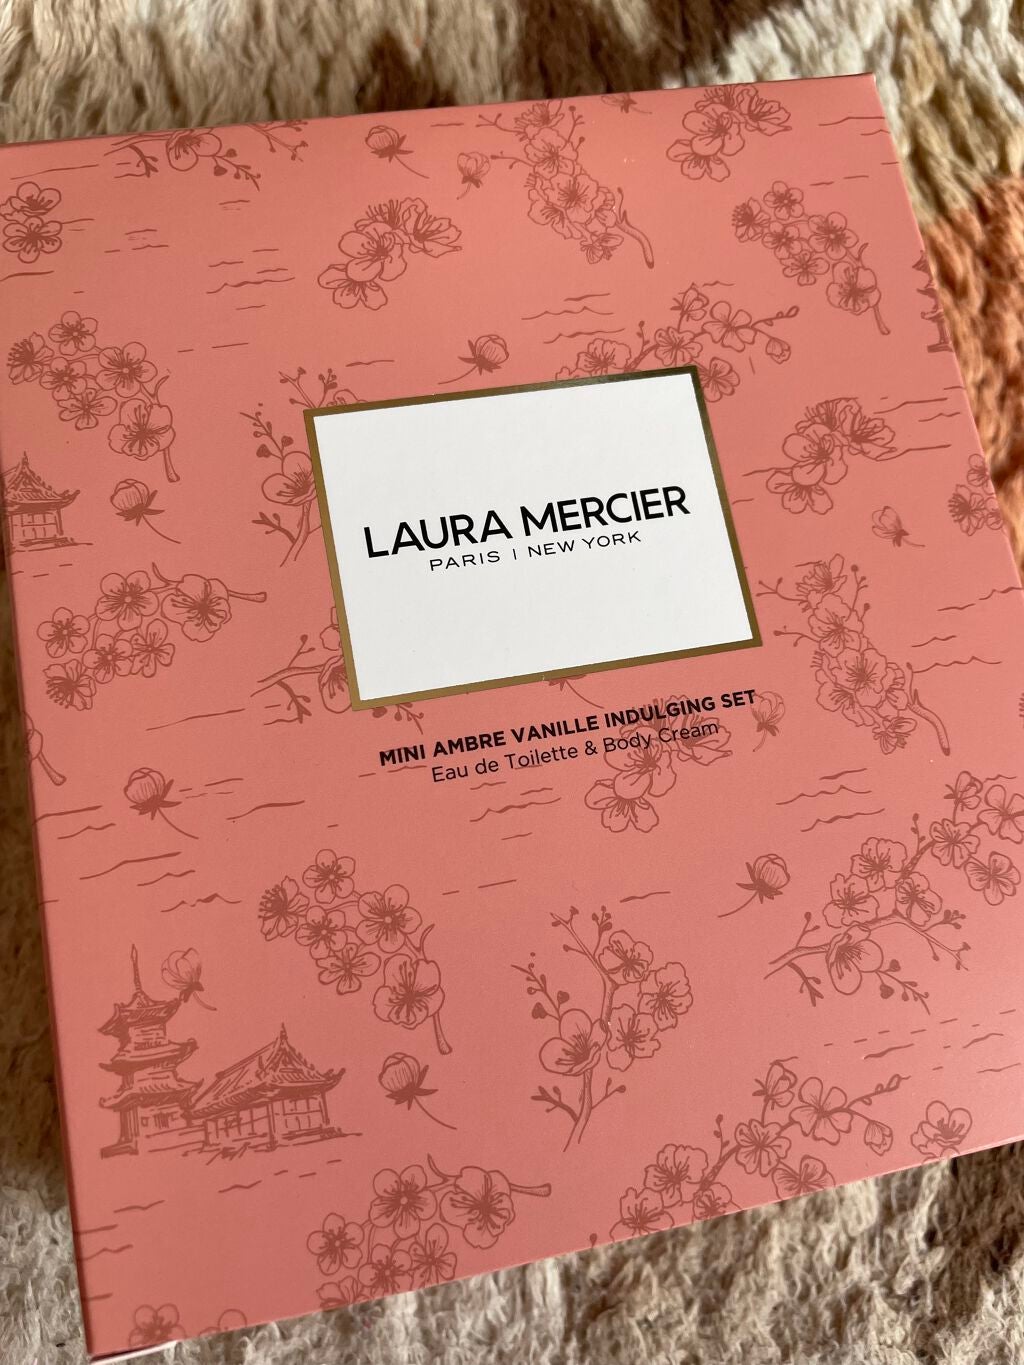 LAURA MERCIER
PARIS | NEW YORK
MINI AMBRE VANILLE INDULGING SET
Eau de Toilette & Body Cream